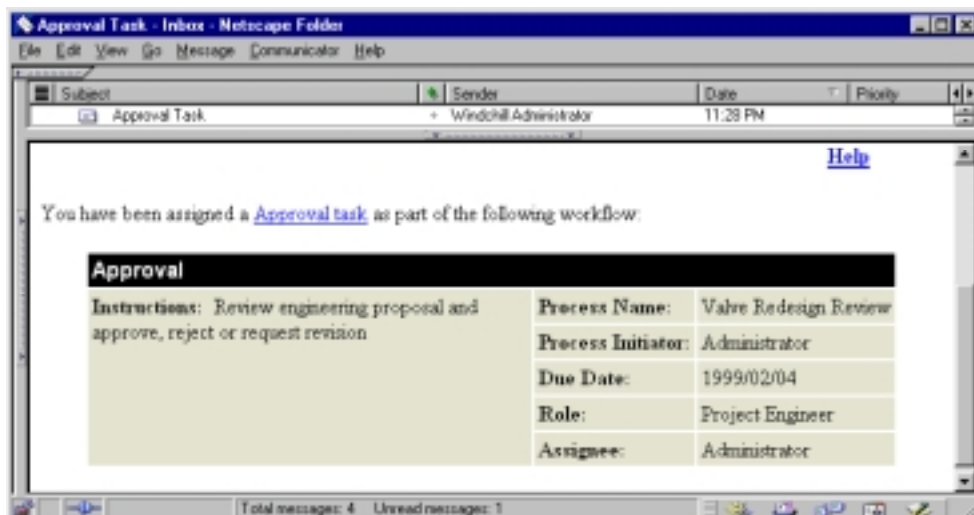 Approval Task - Inbox - Netscape Folder
File Edit View Go Message Communicator Help
Subject Sender Date Priority
Approval Task Windchill Administrator 11:28 PM
Help
You have been assigned a Approval task as part of the following workflow:
Approval
Instructions: Review engineering proposal and
approve, reject or request revision
Process Name: Valve Redesign Review
Process Initiator: Administrator
Due Date: 1999/02/04
Role: Project Engineer
Assignee: Administrator
Total messages: 4 Unread messages: 1